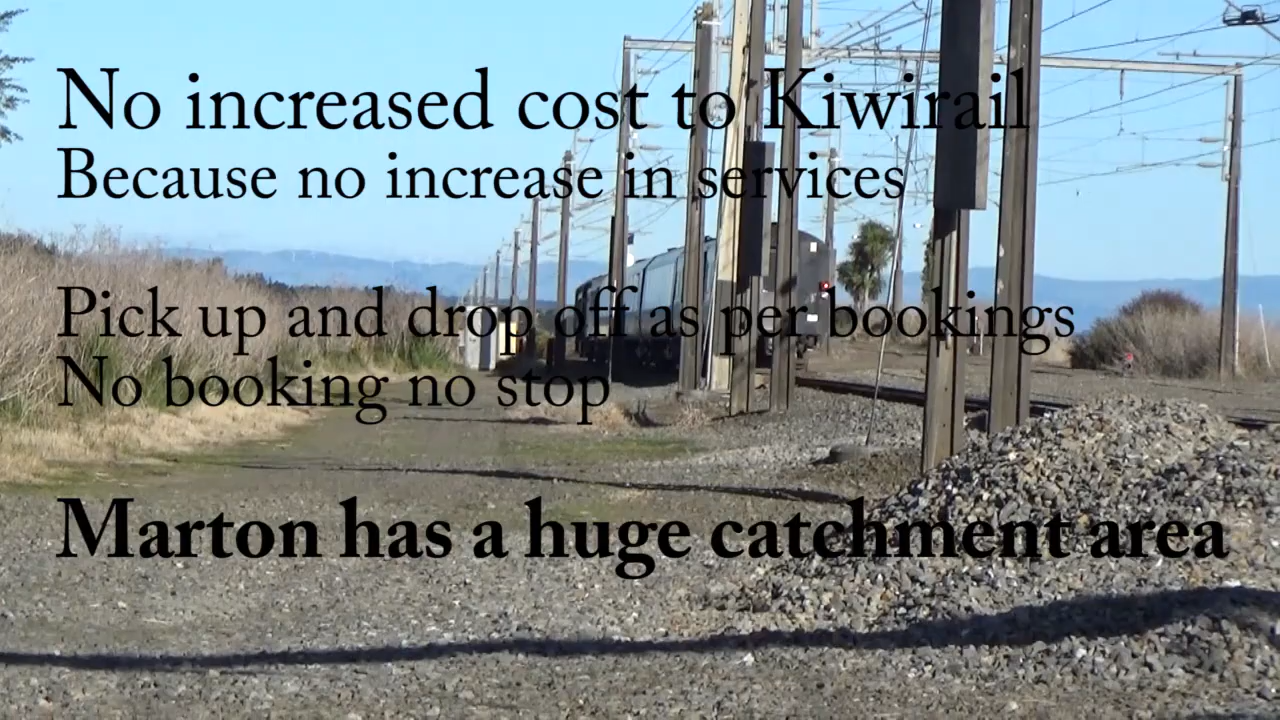 No increased cost to Kiwirail
Because no increase in services
Pick up and drop off as per bookings
No booking no stop
Marton has a huge catchment area